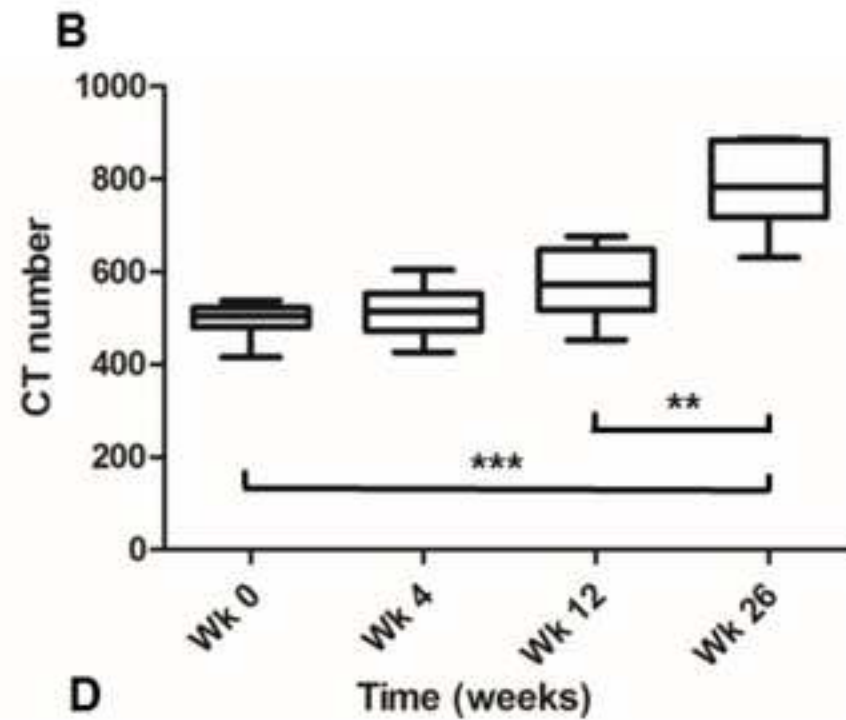 B
1000
800
600
400
200
0
CT number
**
***
Wk 0
Wk 4
Wk 12
Wk 26
Time (weeks)
D